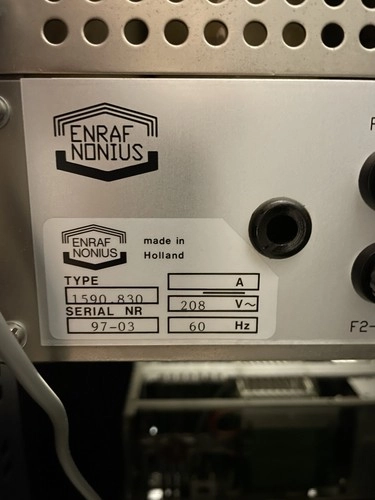 ENRAF
NONIUS
ENRAF
NONIUS
made in
Holland
TYPE
1590.830
A
SERIAL NR
208 V~
97-03
60 Hz
F2-